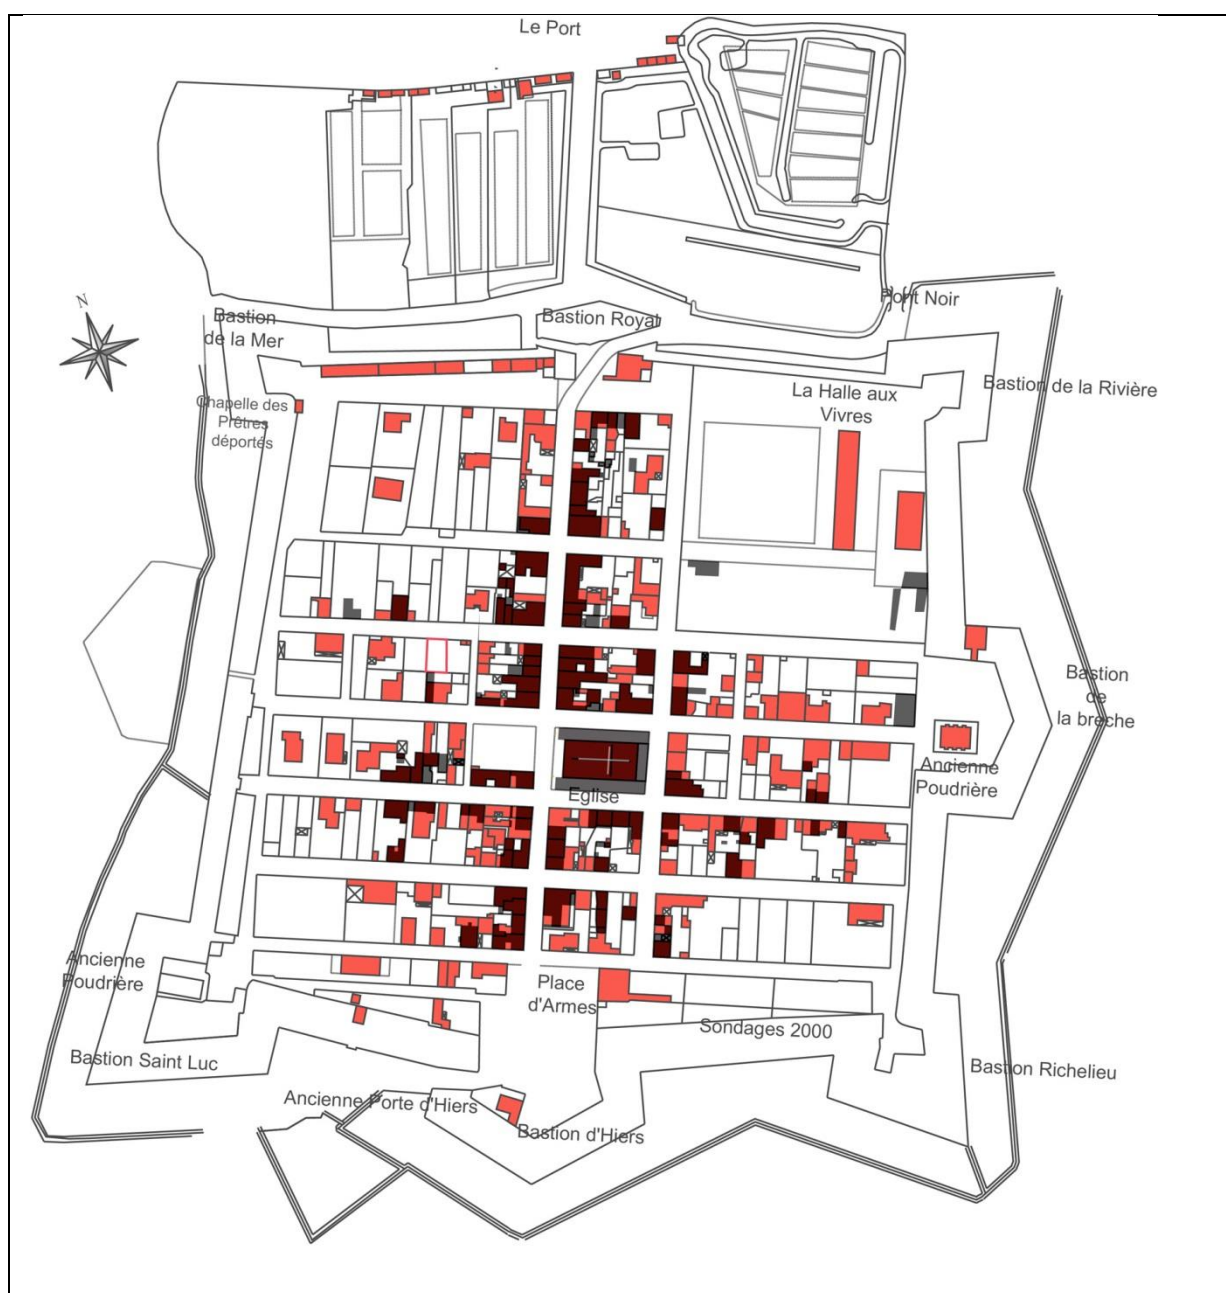 Le Port
N
Pont Noir
Bastion
de la Mer
Bastion Royal
Bastion de la Rivière
La Halle aux
Vivres
Chapelle des
Prêtres
déportés
Bastion
de
la brèche
Ancienne
Poudrière
Eglise
Ancienne
Poudrière
Place
d'Armes
Sondages 2000
Bastion Saint Luc
Bastion Richelieu
Ancienne Porte d'Hiers
Bastion d'Hiers